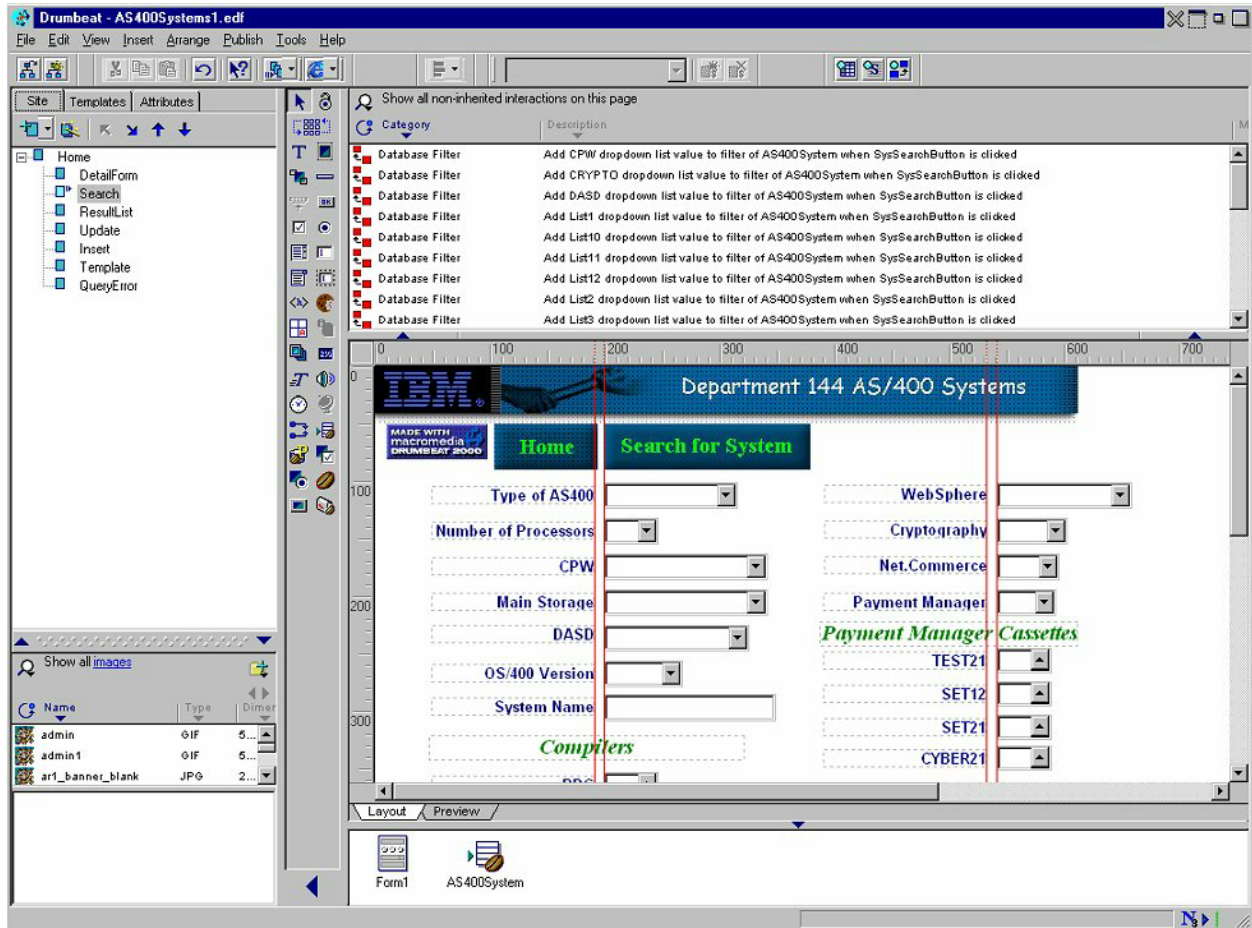 Drumbeat - AS400Systems1.edf
File Edit View Insert Arrange Publish Tools Help
Site Templates Attributes
Home
DetailForm
Search
ResultList
Update
Insert
Template
QueryError
Show all images
Name Type Dimer
admin GIF 5...
admin1 GIF 5...
ar1_banner_blank JPG 2...
Show all non-inherited interactions on this page
Category Description M
Database Filter Add CPW dropdown list value to filter of AS400System when SysSearchButton is clicked
Database Filter Add CRYPTO dropdown list value to filter of AS400System when SysSearchButton is clicked
Database Filter Add DASD dropdown list value to filter of AS400System when SysSearchButton is clicked
Database Filter Add List1 dropdown list value to filter of AS400System when SysSearchButton is clicked
Database Filter Add List10 dropdown list value to filter of AS400System when SysSearchButton is clicked
Database Filter Add List11 dropdown list value to filter of AS400System when SysSearchButton is clicked
Database Filter Add List12 dropdown list value to filter of AS400System when SysSearchButton is clicked
Database Filter Add List2 dropdown list value to filter of AS400System when SysSearchButton is clicked
Database Filter Add List3 dropdown list value to filter of AS400System when SysSearchButton is clicked
0 100 200 300 400 500 600 700
0
100
200
300
IBM Department 144 AS/400 Systems
MADE WITH
macromedia
DRUMBEAT 2000
Home Search for System
Type of AS400 WebSphere
Number of Processors Cryptography
CPW Net.Commerce
Main Storage Payment Manager
DASD Payment Manager Cassettes
TEST21
OS/400 Version SET12
System Name SET21
Compilers CYBER21
Layout Preview
Form1 AS400System